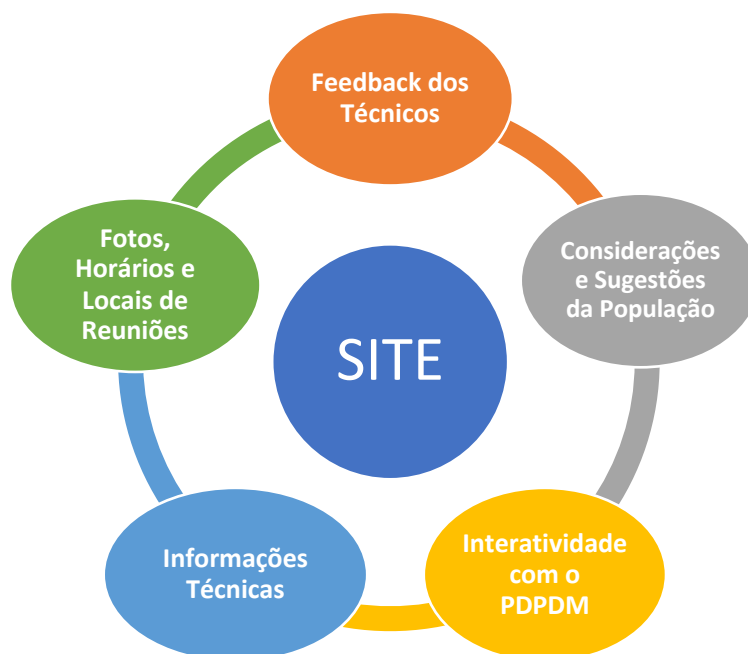 Feedback dos
Técnicos
Considerações
e Sugestões
da População
Interatividade
com o
PDPDM
Informações
Técnicas
Fotos,
Horários e
Locais de
Reuniões
SITE